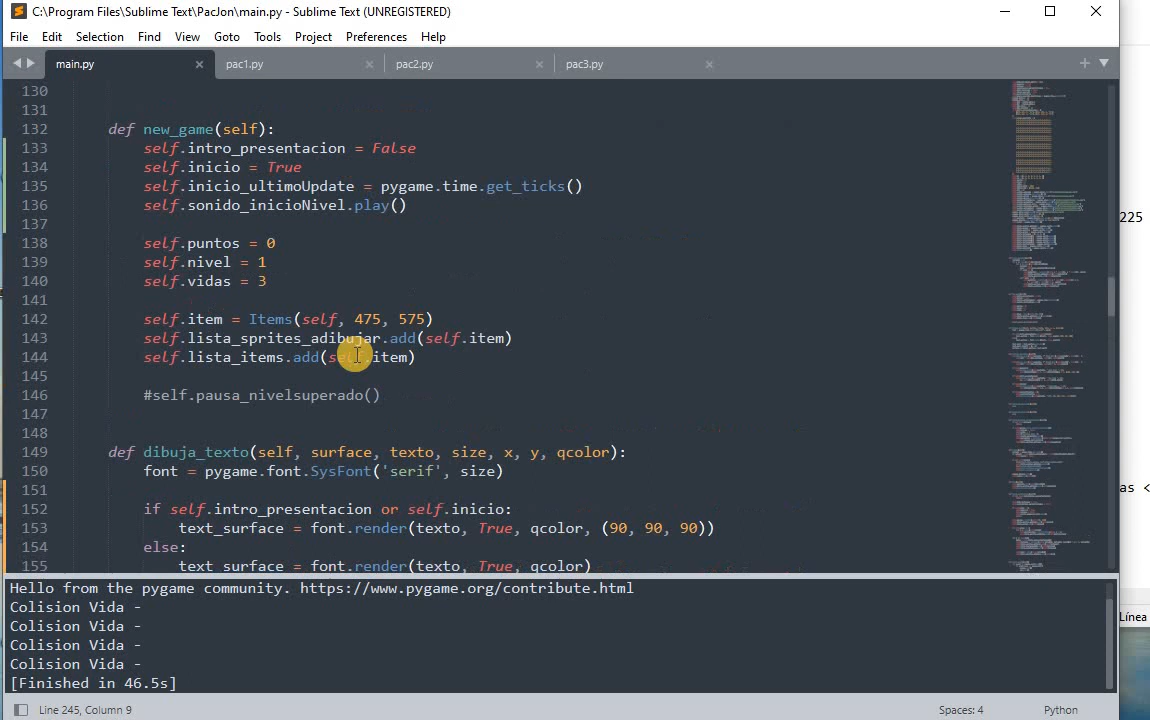 C:\Program Files\Sublime Text\PacJon\main.py - Sublime Text (UNREGISTERED)
File Edit Selection Find View Goto Tools Project Preferences Help
main.py pac1.py pac2.py pac3.py
130
131
132 def new_game(self):
133 self.intro_presentacion = False
134 self.inicio = True
135 self.inicio_ultimoUpdate = pygame.time.get_ticks()
136 self.sonido_inicioNivel.play()
137
138 self.puntos = 0
139 self.nivel = 1
140 self.vidas = 3
141
142 self.item = Items(self, 475, 575)
143 self.lista_sprites_adibujar.add(self.item)
144 self.lista_items.add(self.item)
145
146 #self.pausa_nivelsuperado()
147
148
149 def dibuja_texto(self, surface, texto, size, x, y, qcolor):
150 font = pygame.font.SysFont('serif', size)
151
152 if self.intro_presentacion or self.inicio:
153 text_surface = font.render(texto, True, qcolor, (90, 90, 90))
154 else:
155 text_surface = font.render(texto, True, qcolor)
Hello from the pygame community. https://www.pygame.org/contribute.html
Colision Vida -
Colision Vida -
Colision Vida -
Colision Vida -
[Finished in 46.5s]
Line 245, Column 9 Spaces: 4 Python
225
as <
Línea